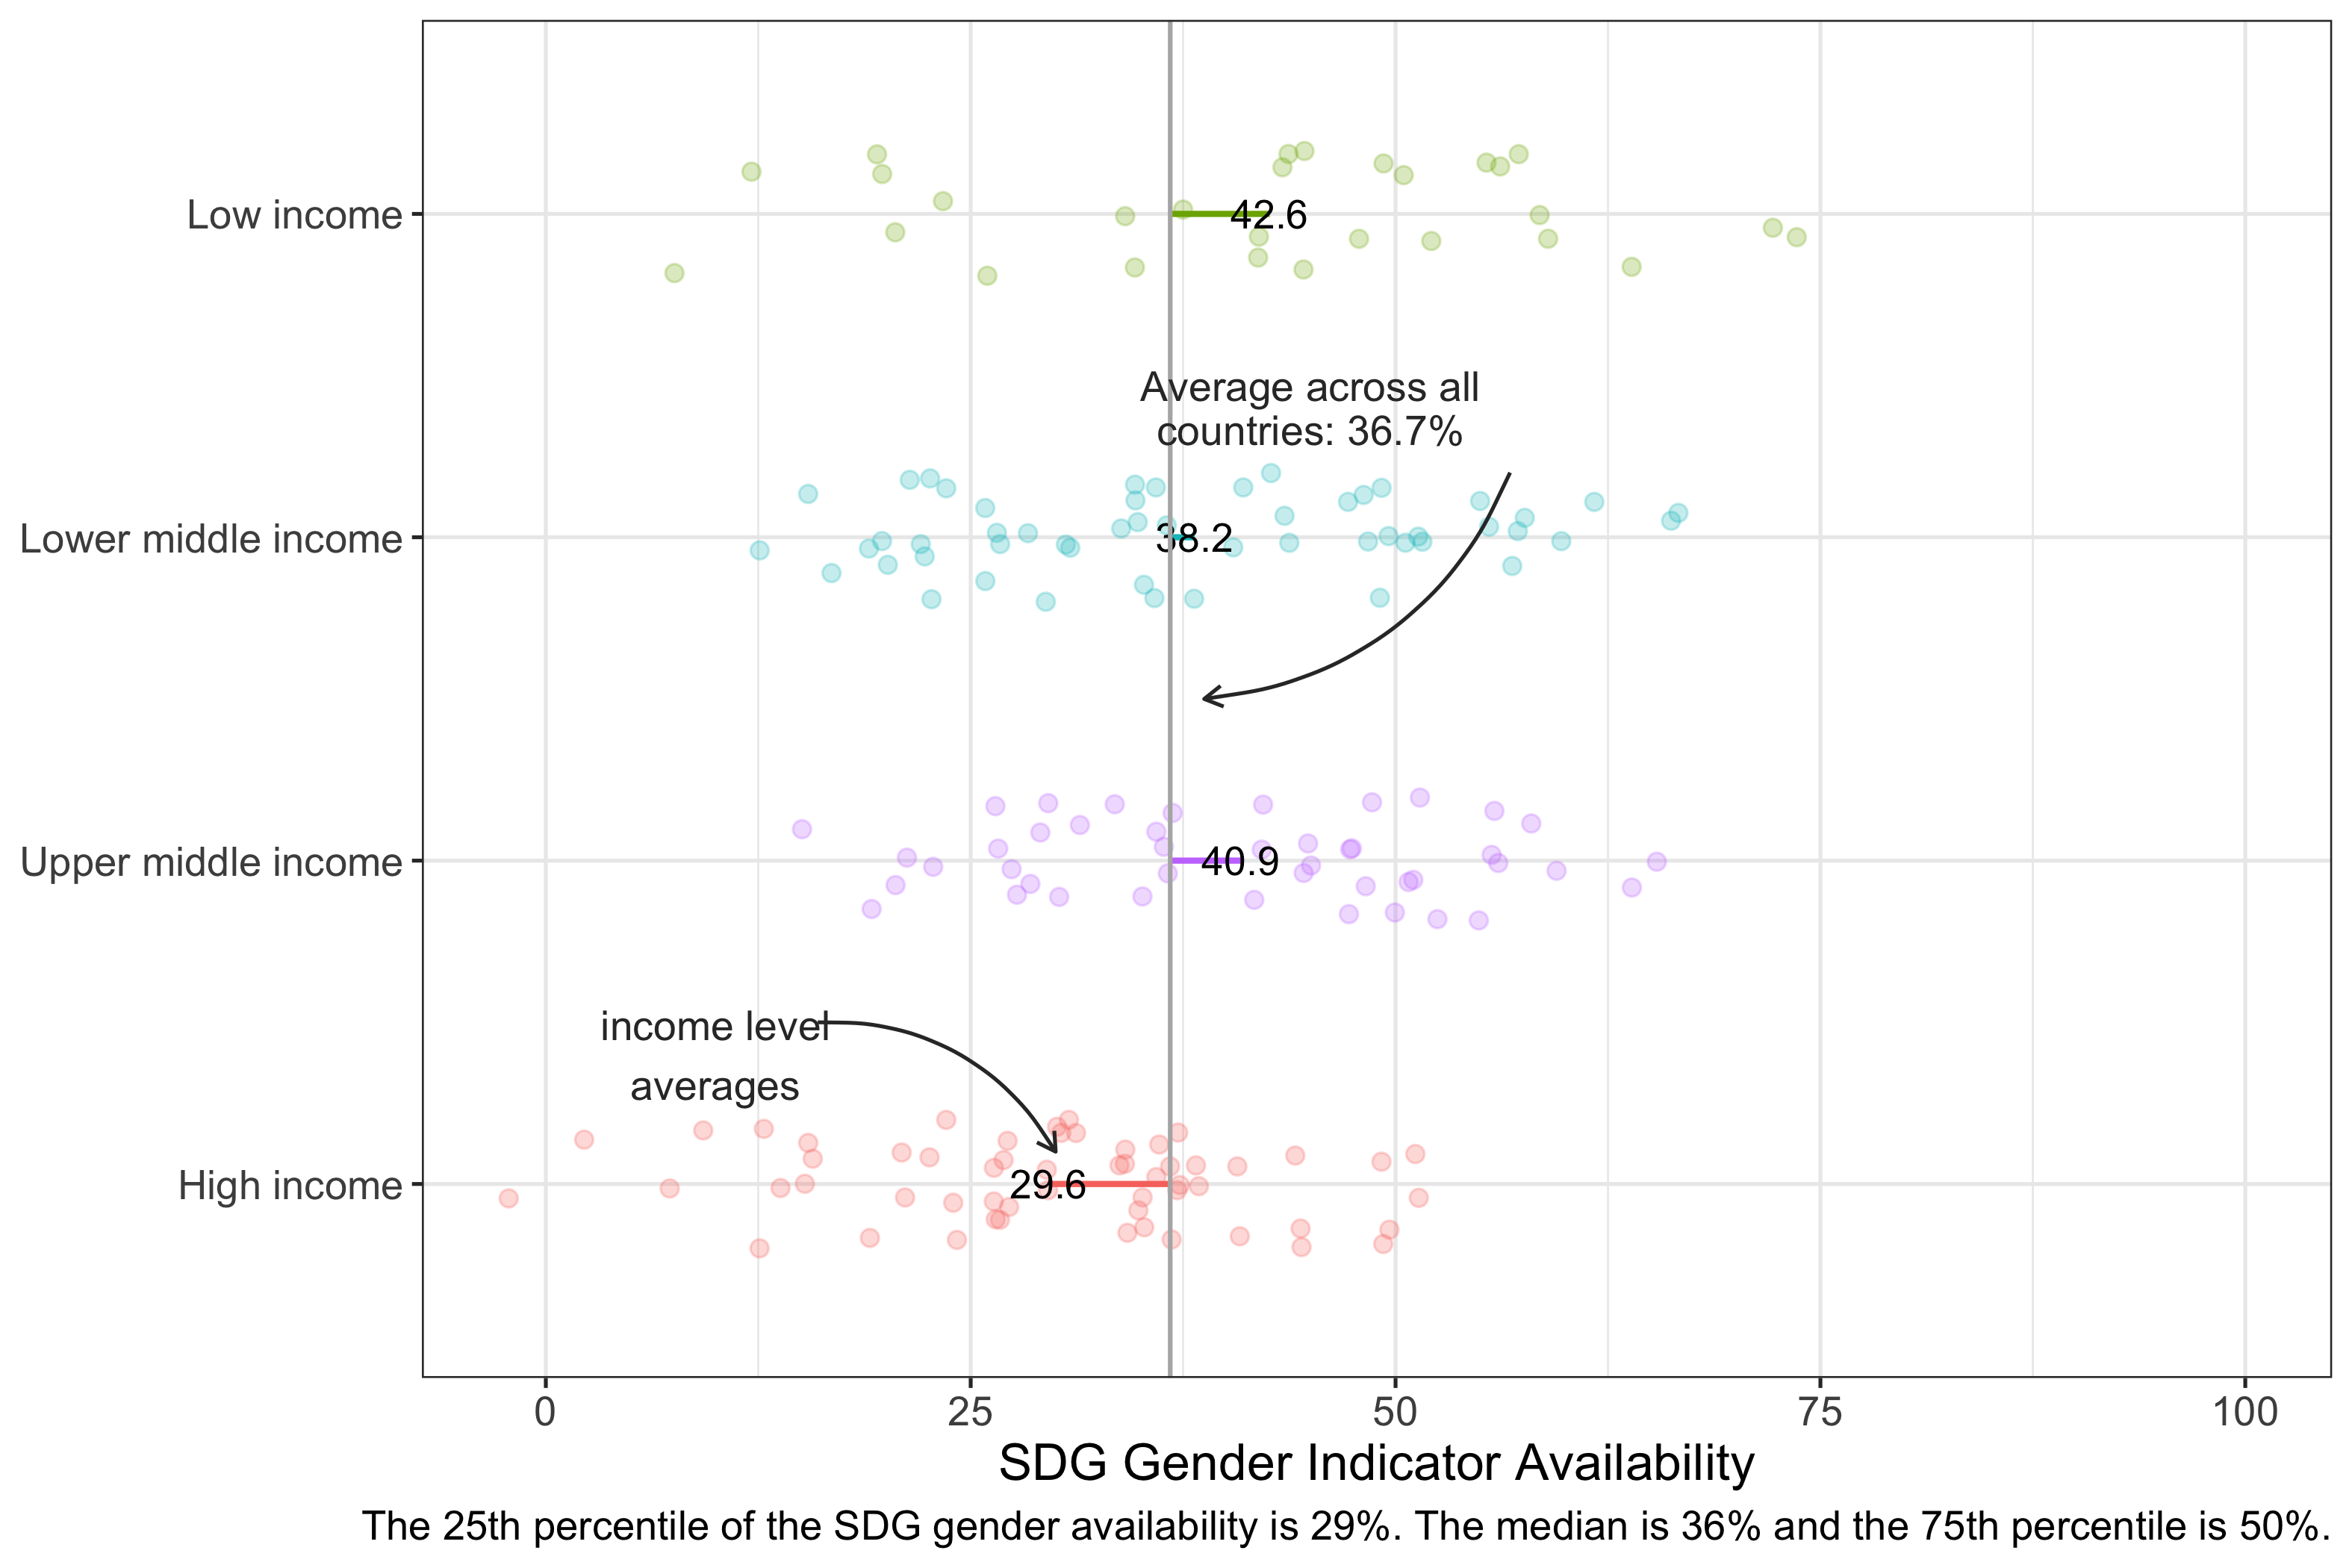 Low income
42.6
Average across all
countries: 36.7%
Lower middle income
38.2
Upper middle income
40.9
income level
averages
High income
29.6
0
25
50
75
100
SDG Gender Indicator Availability
The 25th percentile of the SDG gender availability is 29%. The median is 36% and the 75th percentile is 50%.